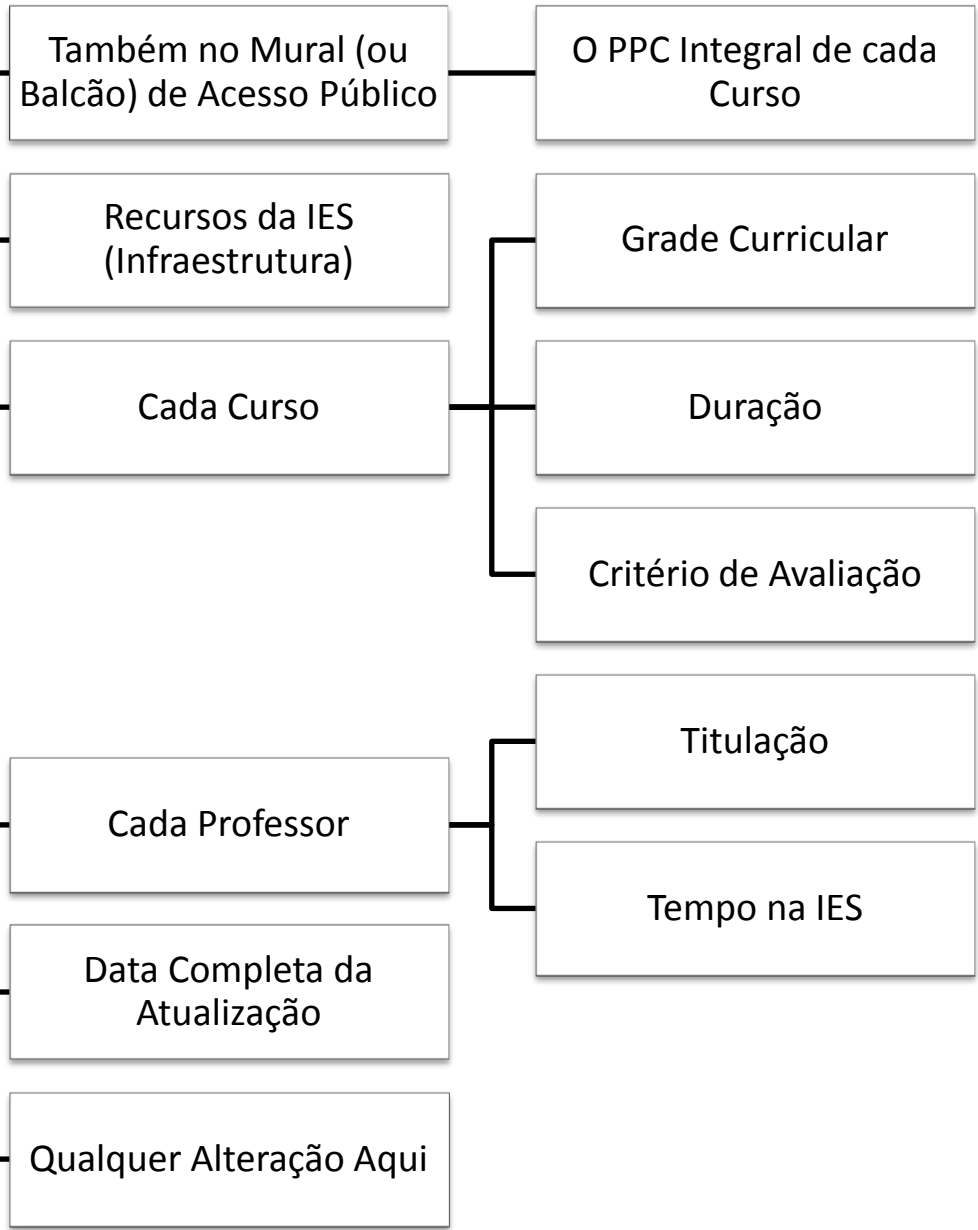 Também no Mural (ou
Balcão) de Acesso Público
O PPC Integral de cada
Curso
Recursos da IES
(Infraestrutura)
Grade Curricular
Cada Curso
Duração
Critério de Avaliação
Titulação
Cada Professor
Tempo na IES
Data Completa da
Atualização
Qualquer Alteração Aqui